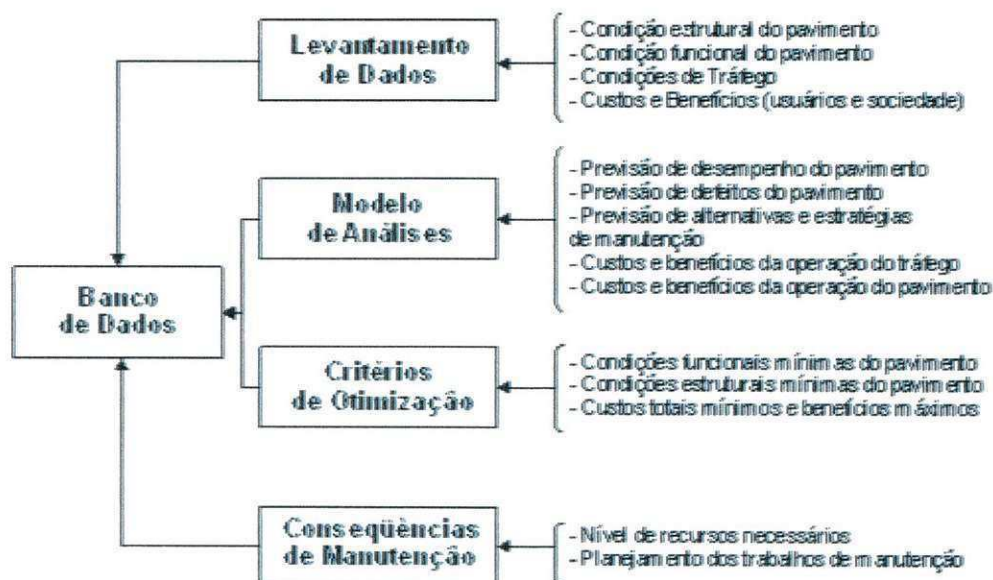 Levantamento
de Dados
- Condição estrutural do pavimento
- Condição funcional do pavimento
- Condições de Tráfego
- Custos e Benefícios (usuários e sociedade)
Modelo
de Análises
- Previsão de desempenho do pavimento
- Previsão de defeitos do pavimento
- Previsão de alternativas e estratégias
de manutenção
- Custos e benefícios da operação do tráfego
- Custos e benefícios da operação do pavimento
Banco
de Dados
Critérios
de Otimização
- Condições funcionais mínimas do pavimento
- Condições estruturais mínimas do pavimento
- Custos totais mínimos e benefícios máximos
Conseqüências
de Manutenção
- Nível de recursos necessários
- Planejamento dos trabalhos de manutenção